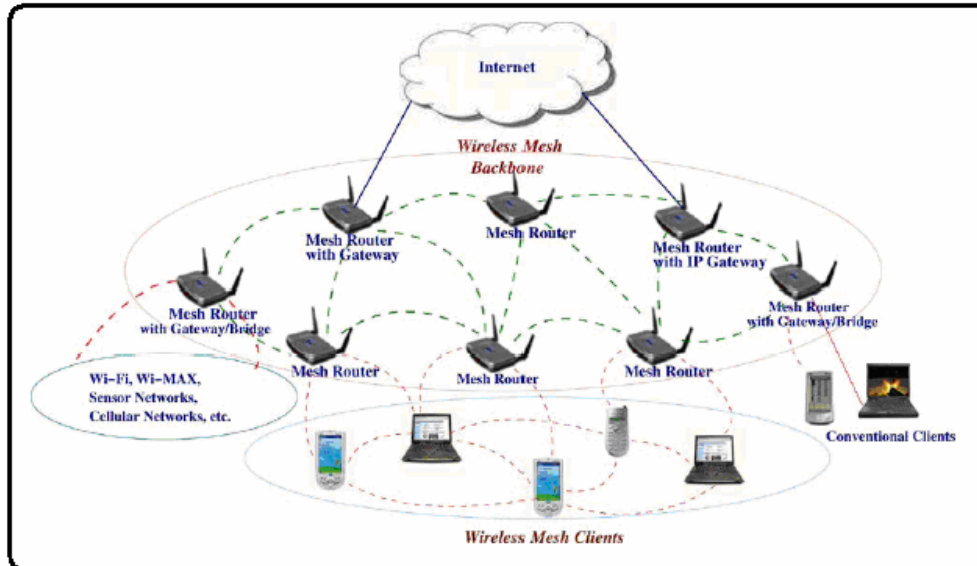 Internet
Wireless Mesh
Backbone
Mesh Router
with Gateway
Mesh Router
Mesh Router
with IP Gateway
Mesh Router
with Gateway/Bridge
Mesh Router
with Gateway/Bridge
Mesh Router
Mesh Router
Mesh Router
Wi-Fi, Wi-MAX,
Sensor Networks,
Cellular Networks, etc.
Conventional Clients
Wireless Mesh Clients